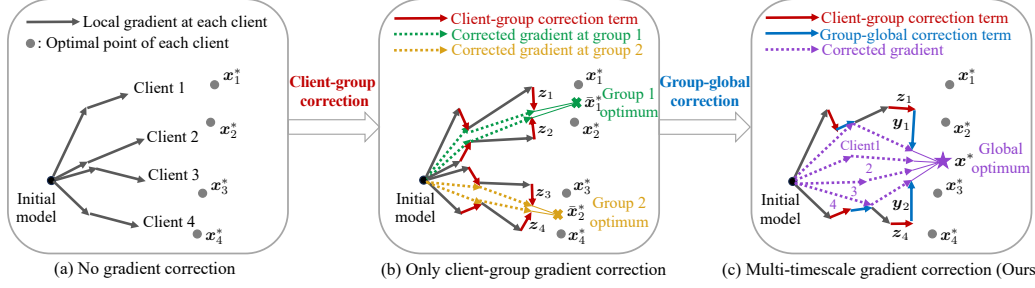 Local gradient at each client
: Optimal point of each client
Client 1
Client 2
Client 3
Client 4
Initial
model
x₁*
x₂*
x₃*
x₄*
(a) No gradient correction
Client-group
correction
Client-group correction term
Corrected gradient at group 1
Corrected gradient at group 2
z₁
z₂
z₃
z₄
x₁*
x̄₁*
x₂*
x₃*
x̄₂*
x₄*
Group 1
optimum
Group 2
optimum
Initial
model
(b) Only client-group gradient correction
Group-global
correction
Client-group correction term
Group-global correction term
Corrected gradient
z₁
y₁
Client1
2
3
4
y₂
z₄
x₁*
x₂*
x*
x₃*
x₄*
Global
optimum
Initial
model
(c) Multi-timescale gradient correction (Ours